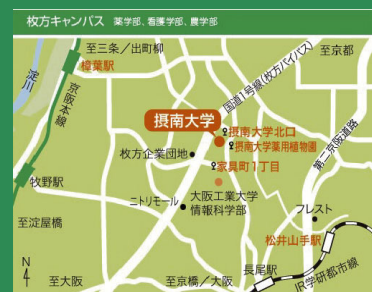 枚方キャンパス 薬学部、看護学部、農学部
至三条／出町柳
至京都
樟葉駅
淀川
京阪本線
国道1号線(枚方バイパス)
摂南大学
摂南大学北口
摂南大学薬用植物園
枚方企業団地
家具町1丁目
第二京阪道路
牧野駅
ニトリモール
大阪工業大学
情報科学部
フレスト
至淀屋橋
松井山手駅
長尾駅
N
4
至大阪
至京橋／大阪
JR学研都市線